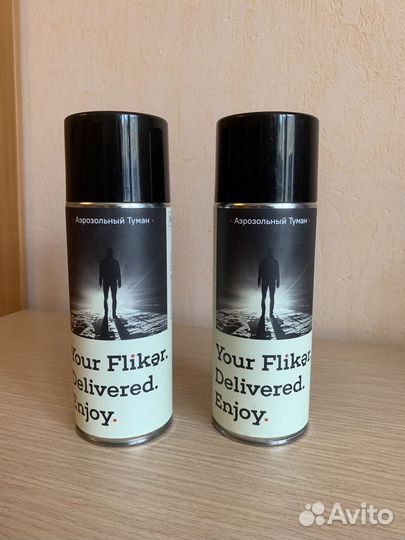 · Аэрозольный Туман ·
Your Flikər.
Delivered.
Enjoy.
· Аэрозольный Туман ·
Your Flikər.
Delivered.
Enjoy.
Avito